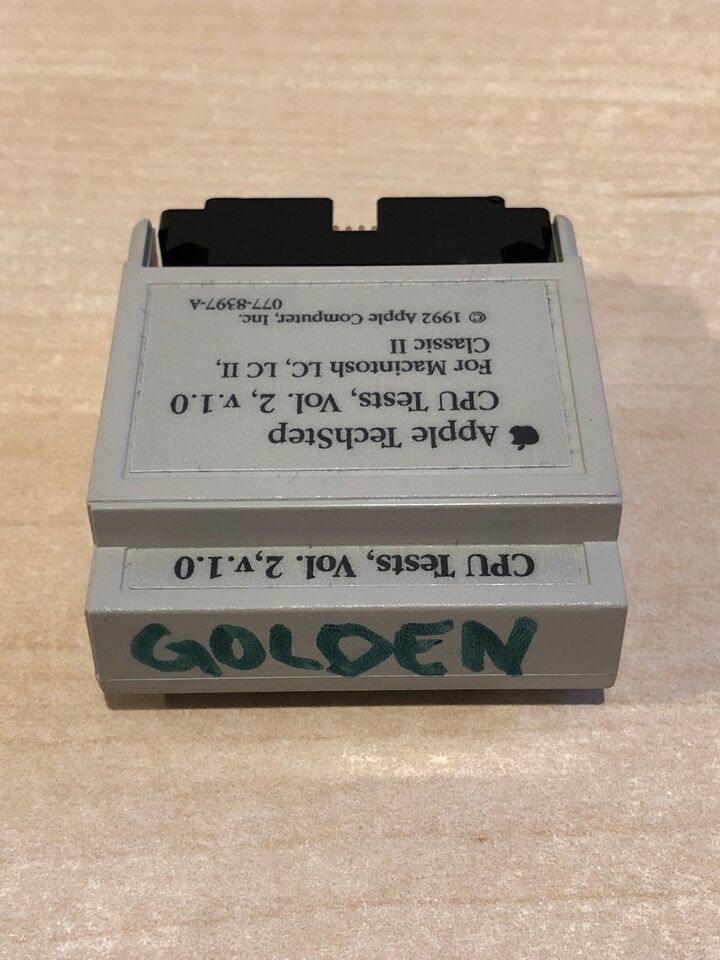 Apple TechStep
CPU Tests, Vol. 2, v.1.0
For Macintosh LC, LC II,
Classic II
© 1992 Apple Computer, Inc.
077-8397-A
CPU Tests, Vol. 2,v.1.0
GOLDEN